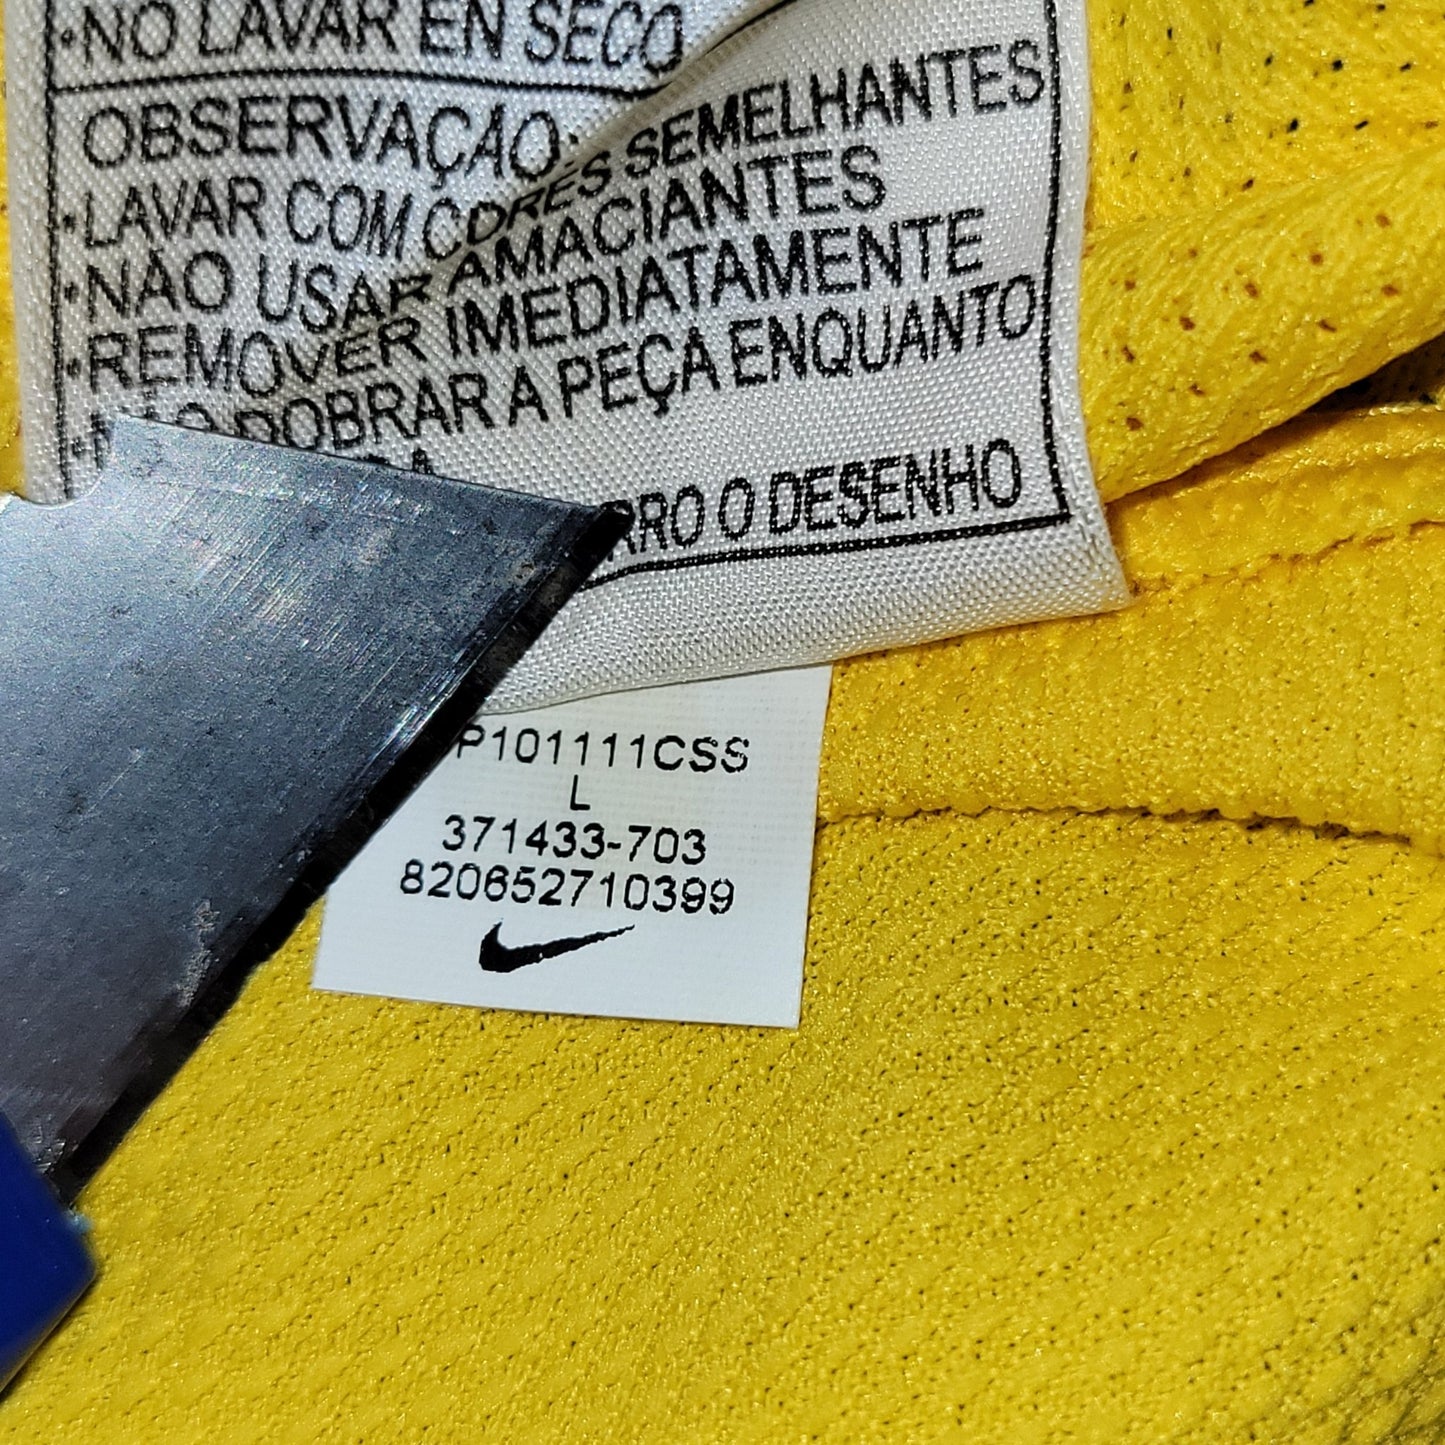 ·NO LAVAR EN SECO
OBSERVAÇÃO:
·LAVAR COM CORES SEMELHANTES
·NÃO USAR AMACIANTES
·REMOVER IMEDIATAMENTE
·NÃO DOBRAR A PEÇA ENQUANTO
RRO O DESENHO
P101111CSS
L
371433-703
820652710399